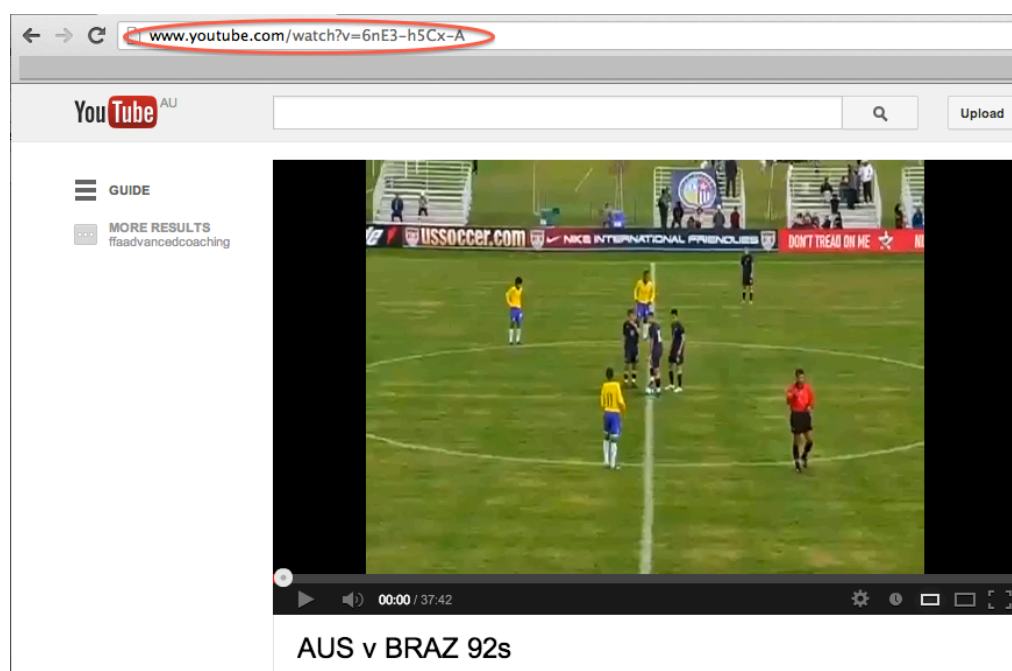 www.youtube.com/watch?v=6nE3-h5Cx-A
YouTube AU
Upload
GUIDE
MORE RESULTS
ffaadvancedcoaching
ussoccer.com NIKE INTERNATIONAL FRIENDLIES DON'T TREAD ON ME
10
00:00 / 37:42
AUS v BRAZ 92s